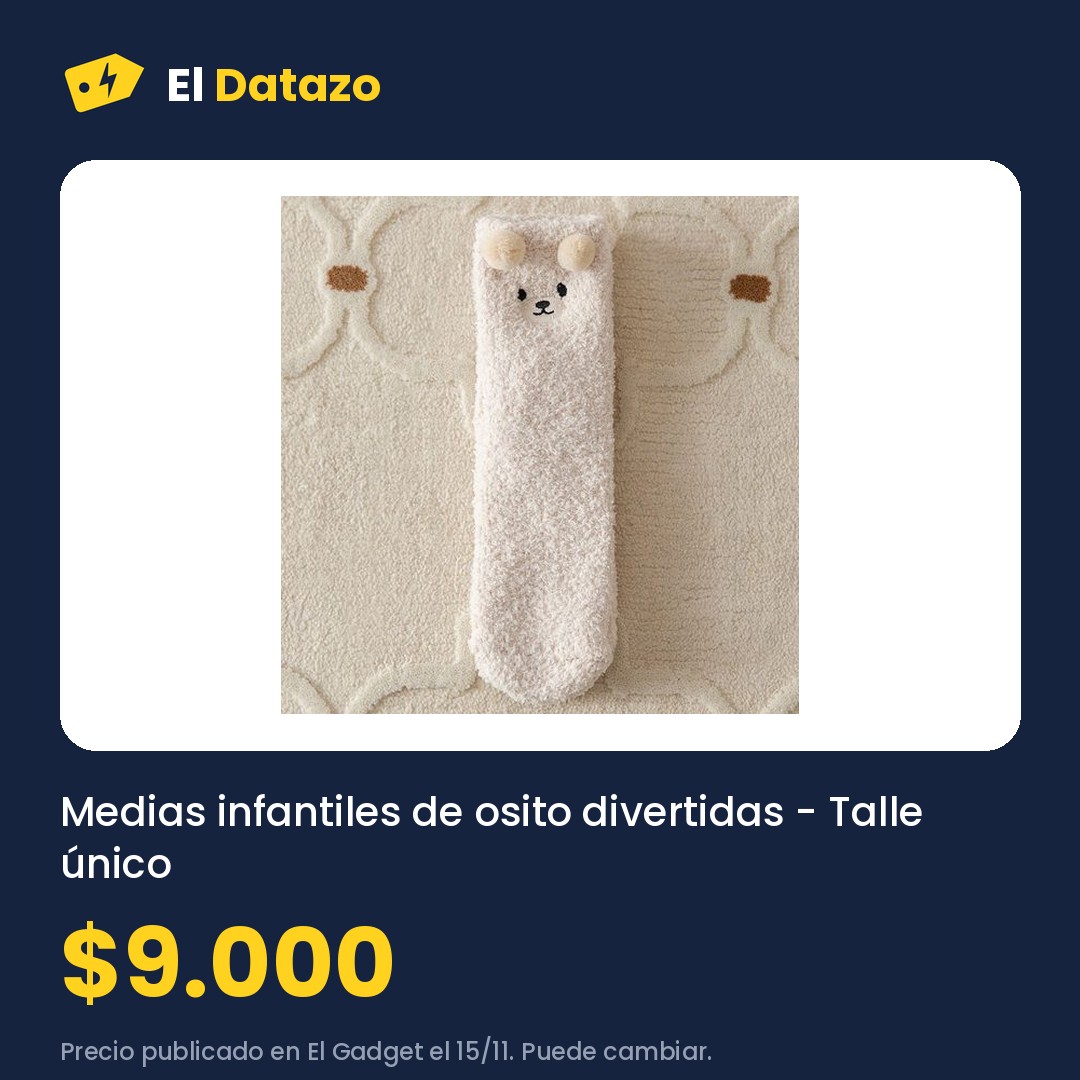 El Datazo
Medias infantiles de osito divertidas - Talle
único
$9.000
Precio publicado en El Gadget el 15/11. Puede cambiar.